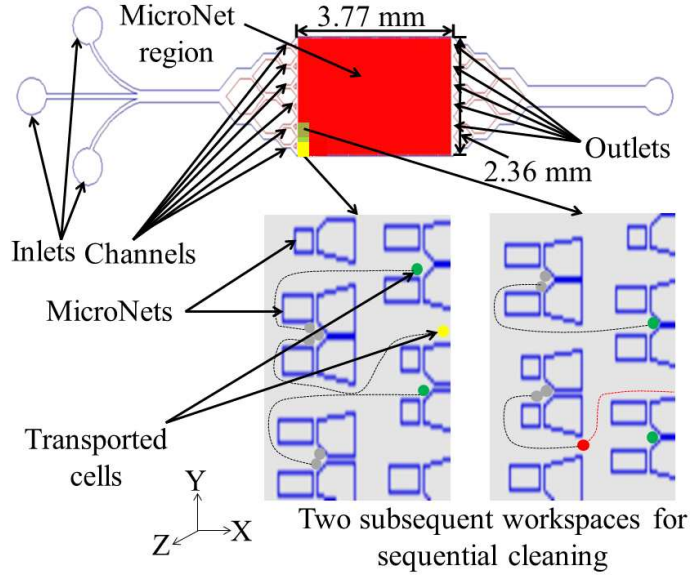 MicroNet
region
3.77 mm
2.36 mm
Outlets
Inlets Channels
MicroNets
Transported
cells
Y
X
Z
Two subsequent workspaces for
sequential cleaning